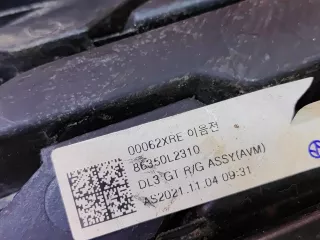 00062XRE 이음전
86350L2310
DL3 GT R/G ASSY(AVM)
AS2021.11.04 09:31